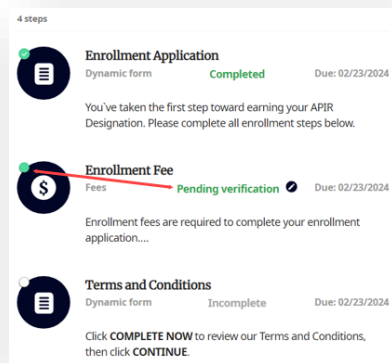 4 steps
Enrollment Application
Dynamic form Completed Due: 02/23/2024
You`ve taken the first step toward earning your APIR
Designation. Please complete all enrollment steps below.
Enrollment Fee
$
Fees Pending verification Due: 02/23/2024
Enrollment fees are required to complete your enrollment
application....
Terms and Conditions
Dynamic form Incomplete Due: 02/23/2024
Click COMPLETE NOW to review our Terms and Conditions,
then click CONTINUE.